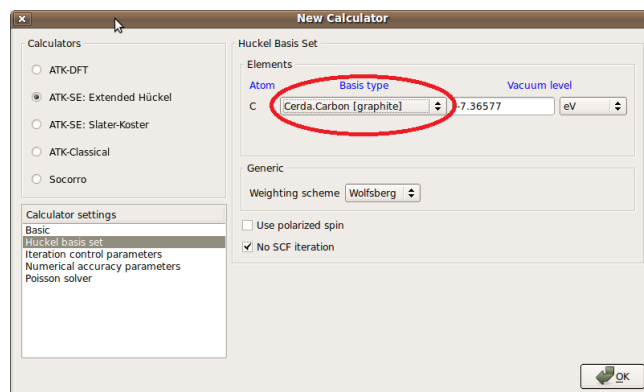 New Calculator
Calculators
ATK-DFT
ATK-SE: Extended Hückel
ATK-SE: Slater-Koster
ATK-Classical
Socorro
Calculator settings
Basic
Huckel basis set
Iteration control parameters
Numerical accuracy parameters
Poisson solver
Huckel Basis Set
Elements
Atom Basis type Vacuum level
C Cerda.Carbon [graphite] -7.36577 eV
Generic
Weighting scheme Wolfsberg
Use polarized spin
No SCF iteration
OK